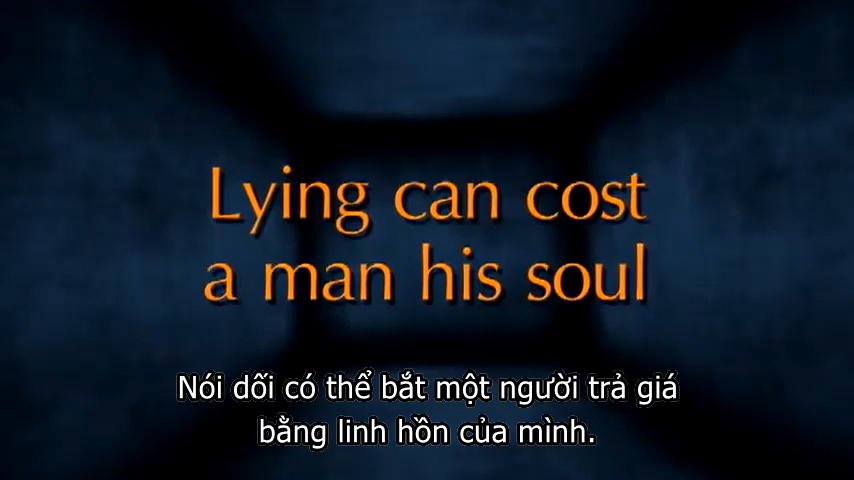 Lying can cost
a man his soul
Nói dối có thể bắt một người trả giá
bằng linh hồn của mình.